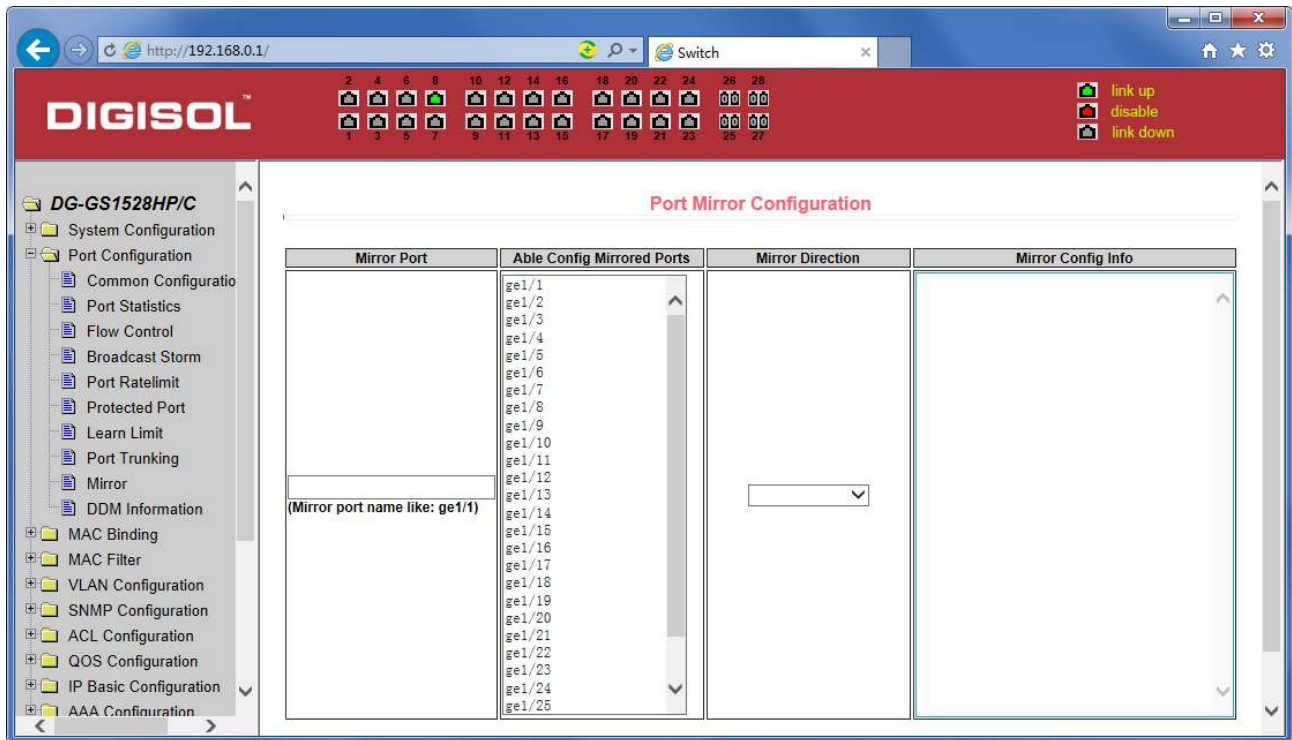 http://192.168.0.1/
Switch
DIGISOL™
2 4 6 8 10 12 14 16 18 20 22 24 26 28
1 3 5 7 9 11 13 15 17 19 21 23 25 27
link up
disable
link down
DG-GS1528HP/C
System Configuration
Port Configuration
Common Configuratio
Port Statistics
Flow Control
Broadcast Storm
Port Ratelimit
Protected Port
Learn Limit
Port Trunking
Mirror
DDM Information
MAC Binding
MAC Filter
VLAN Configuration
SNMP Configuration
ACL Configuration
QOS Configuration
IP Basic Configuration
AAA Configuration
Port Mirror Configuration
Mirror Port
Able Config Mirrored Ports
Mirror Direction
Mirror Config Info
(Mirror port name like: ge1/1)
ge1/1
ge1/2
ge1/3
ge1/4
ge1/5
ge1/6
ge1/7
ge1/8
ge1/9
ge1/10
ge1/11
ge1/12
ge1/13
ge1/14
ge1/15
ge1/16
ge1/17
ge1/18
ge1/19
ge1/20
ge1/21
ge1/22
ge1/23
ge1/24
ge1/25